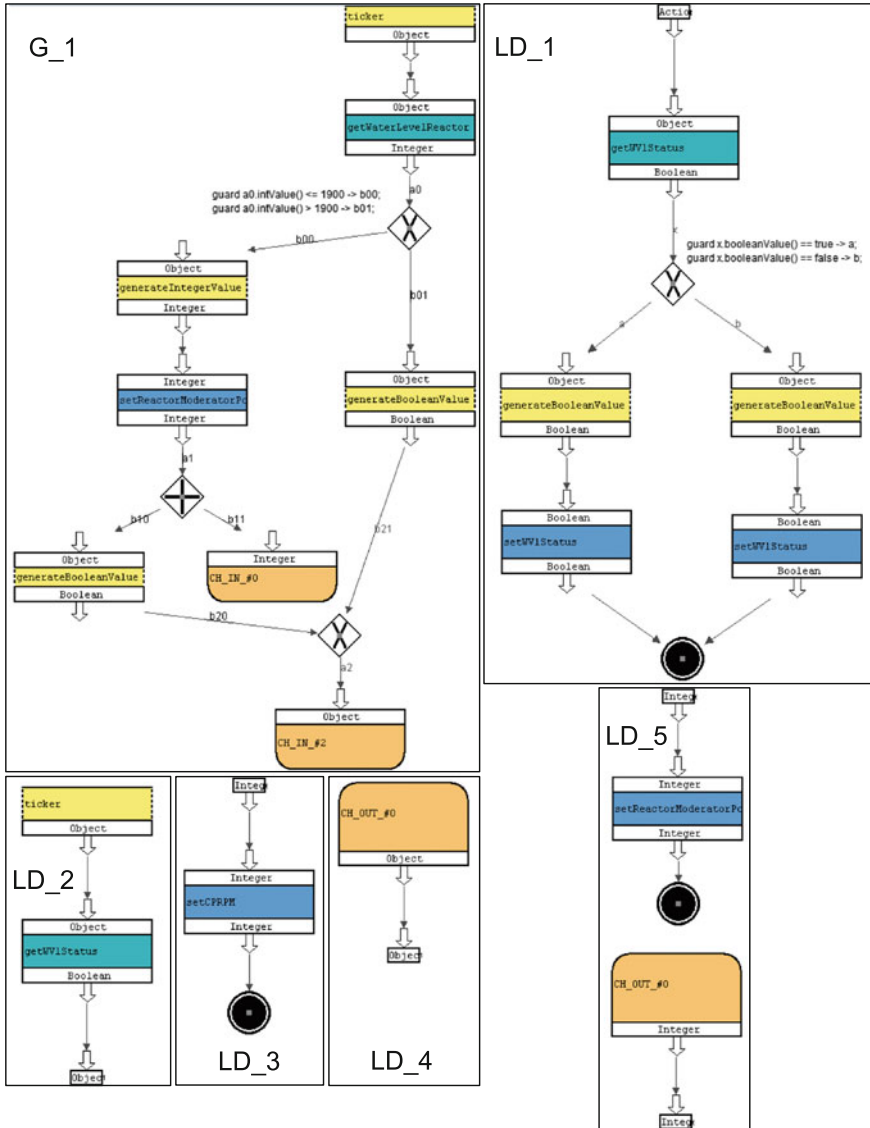 G_1
ticker
Object
Object
getWaterLevelReactor
Integer
a0
guard a0.intValue() <= 1900 -> b00;
guard a0.intValue() > 1900 -> b01;
b00
b01
Object
generateIntegerValue
Integer
Integer
setReactorModeratorPo
Integer
a1
Object
generateBooleanValue
Boolean
b10
b11
b21
Object
generateBooleanValue
Boolean
Integer
CH_IN_#0
b20
a2
Object
CH_IN_#2
LD_1
Action
Object
getWV1Status
Boolean
x
guard x.booleanValue() == true -> a;
guard x.booleanValue() == false -> b;
a
b
Object
generateBooleanValue
Boolean
Object
generateBooleanValue
Boolean
Boolean
setWV1Status
Boolean
Boolean
setWV1Status
Boolean
LD_2
ticker
Object
Object
getWV1Status
Boolean
Object
Integ
Integer
setCPRPM
Integer
LD_3
CH_OUT_#0
Object
Object
LD_4
Integ
LD_5
Integer
setReactorModeratorPo
Integer
CH_OUT_#0
Integer
Integ